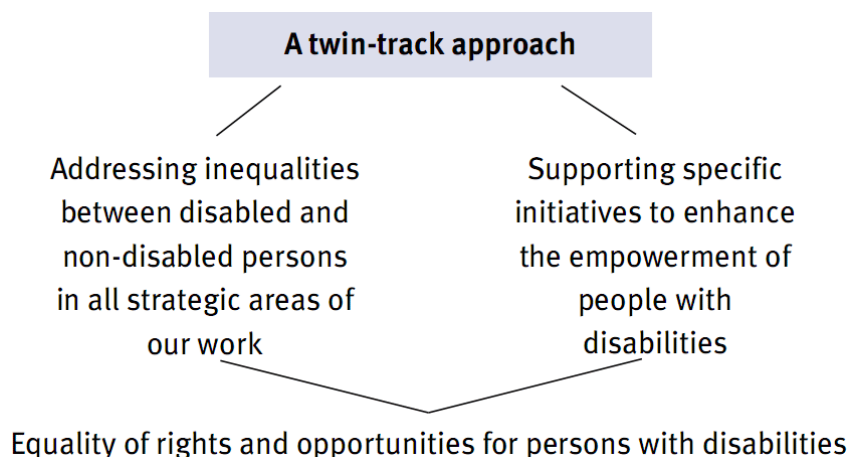 A twin-track approach
Addressing inequalities
between disabled and
non-disabled persons
in all strategic areas of
our work
Supporting specific
initiatives to enhance
the empowerment of
people with
disabilities
Equality of rights and opportunities for persons with disabilities